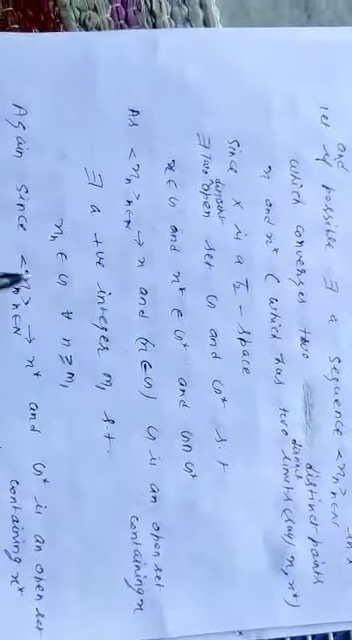 and
let if possible ∃ a sequence <xn>n∈N in X
which converges two distinct points
x and x* (which has two distinct limits (say) x, x*)
Since X is a T2 - space
∃ Two disjoint open set G and G* s.t
x ∈ G and x* ∈ G* and G∩G*
As <xn>n∈N → x and (x∈G) G is an open set
containing x
∃ a +ve integer m1 s.t.
xn ∈ G ∀ n ≥ m1
Again Since <xn>n∈N → x* and G* is an open set
containing x*